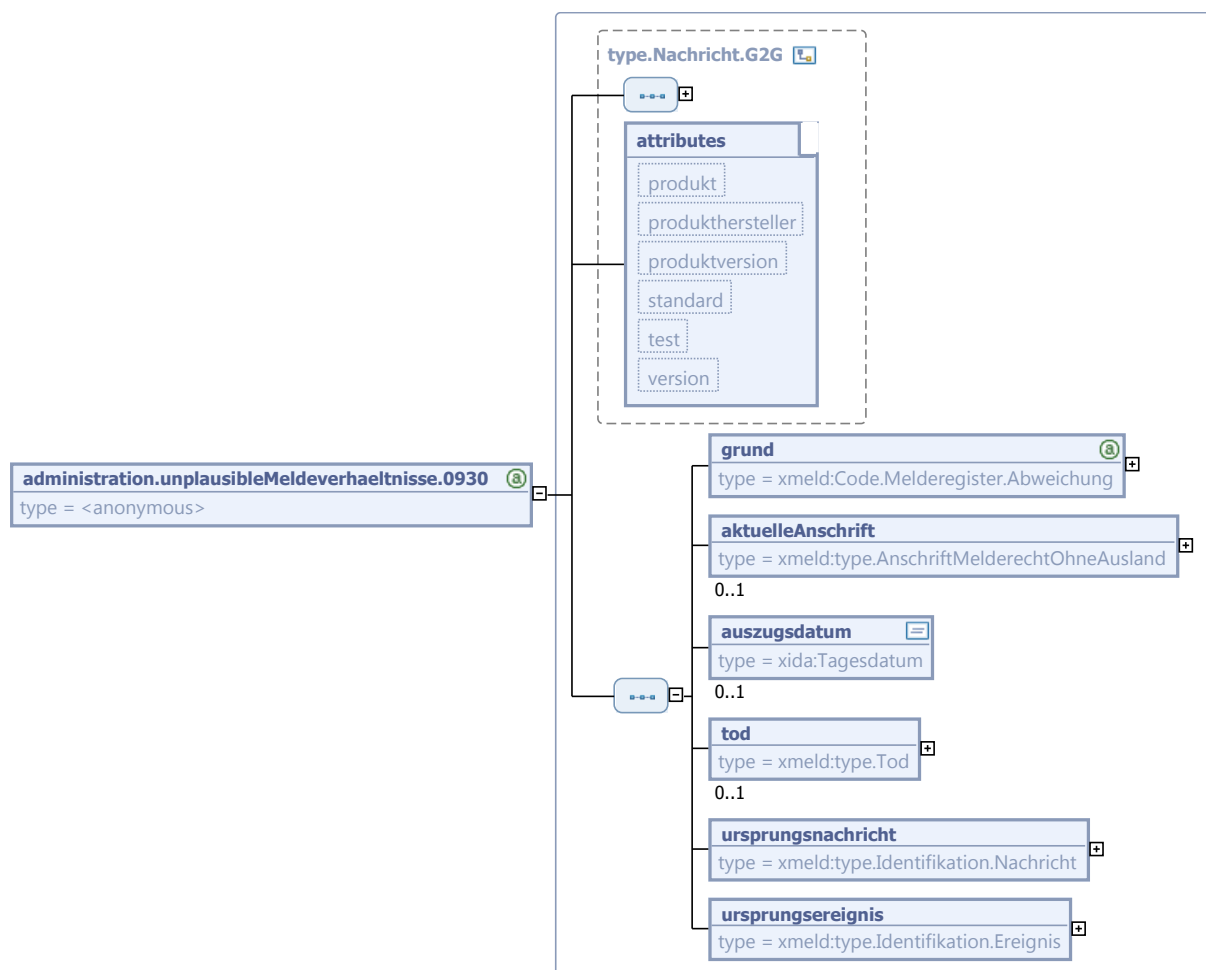 type.Nachricht.G2G
attributes
produkt
produkthersteller
produktversion
standard
test
version
administration.unplausibleMeldeverhaeltnisse.0930
type = <anonymous>
grund
type = xmeld:Code.Melderegister.Abweichung
aktuelleAnschrift
type = xmeld:type.AnschriftMelderechtOhneAusland
0..1
auszugsdatum
type = xida:Tagesdatum
0..1
tod
type = xmeld:type.Tod
0..1
ursprungsnachricht
type = xmeld:type.Identifikation.Nachricht
ursprungsereignis
type = xmeld:type.Identifikation.Ereignis